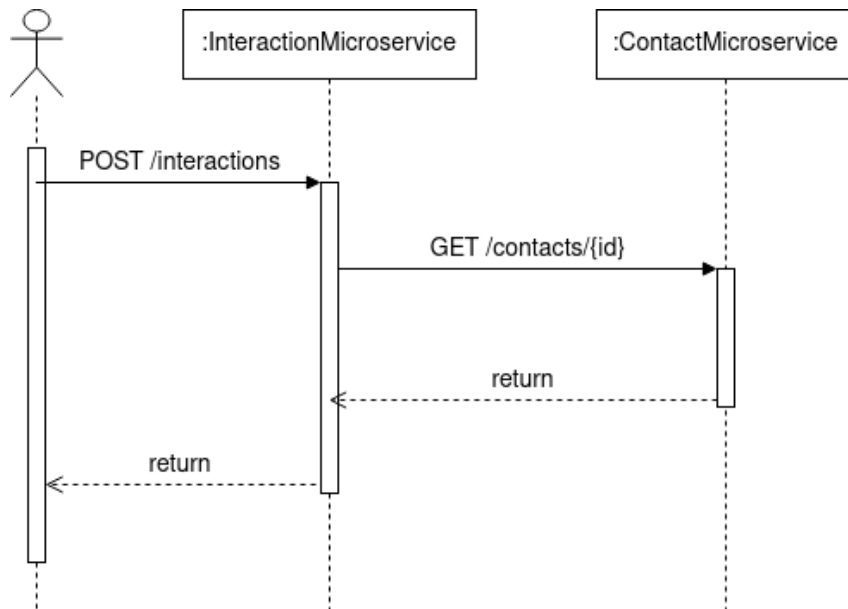 :InteractionMicroservice
:ContactMicroservice
POST /interactions
GET /contacts/{id}
return
return